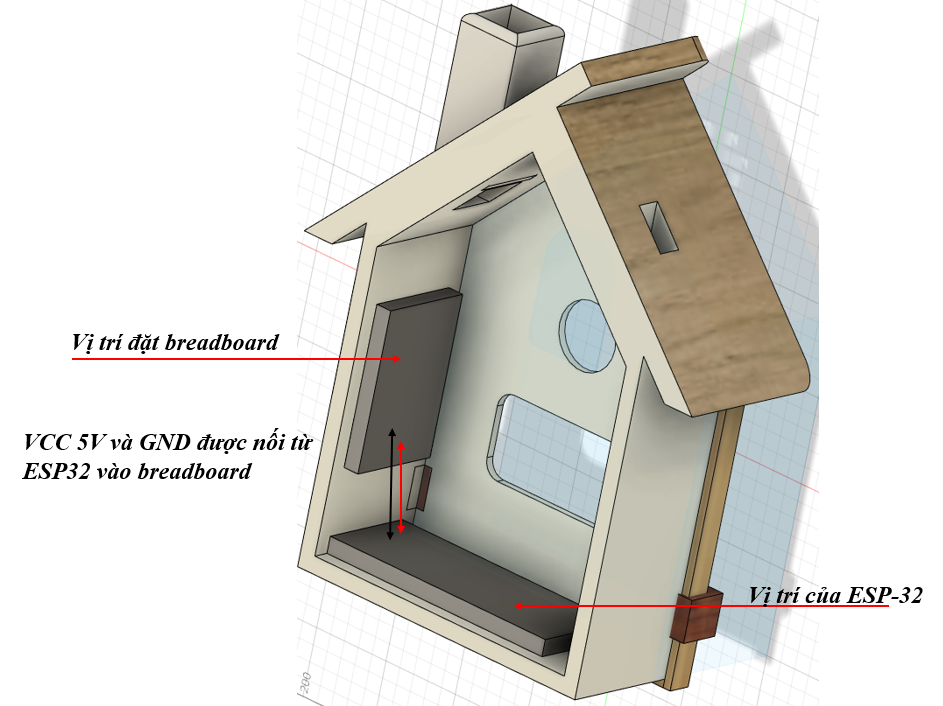 Vị trí đặt breadboard
VCC 5V và GND được nối từ
ESP32 vào breadboard
Vị trí của ESP-32
200